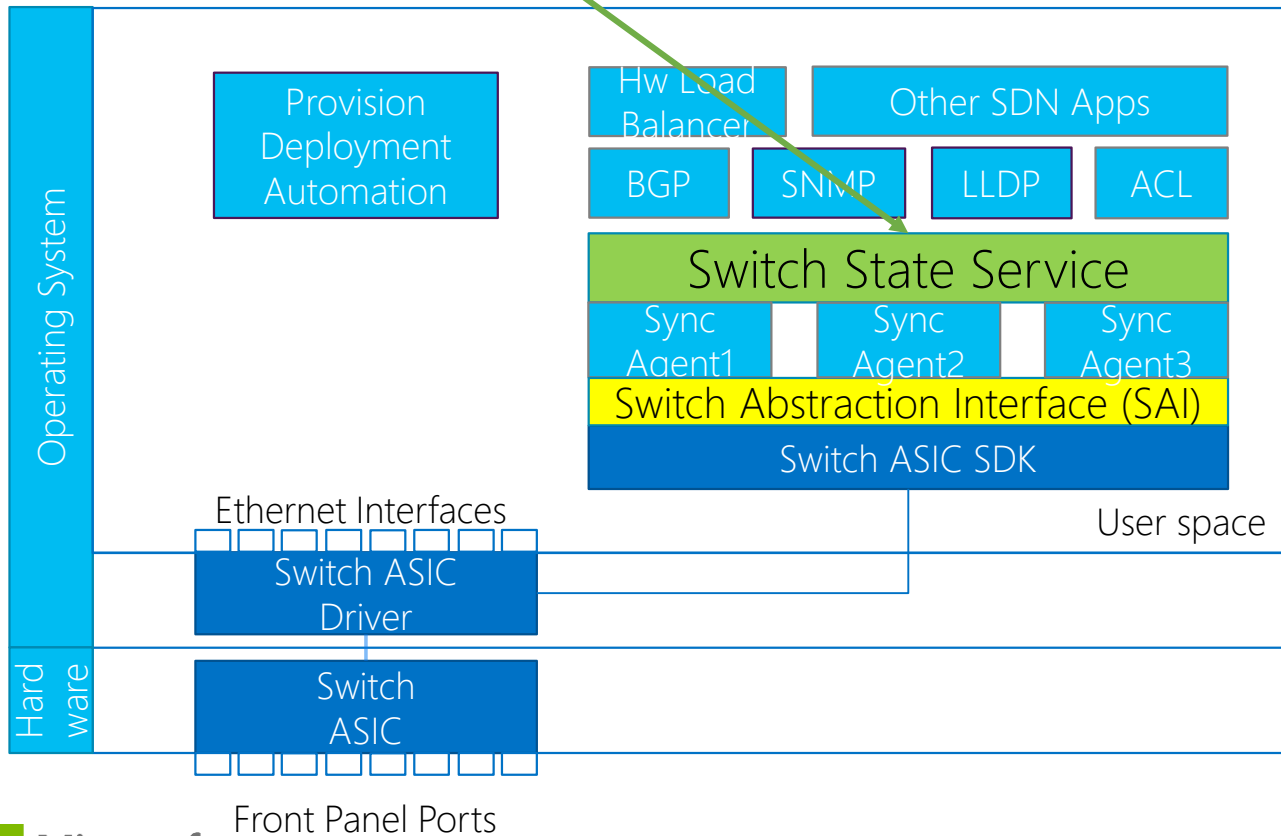 Operating System
Hard
ware
Provision
Deployment
Automation
Hw Load
Balancer
Other SDN Apps
BGP
SNMP
LLDP
ACL
Switch State Service
Sync
Agent1
Sync
Agent2
Sync
Agent3
Switch Abstraction Interface (SAI)
Switch ASIC SDK
Ethernet Interfaces
User space
Switch ASIC
Driver
Switch
ASIC
Front Panel Ports